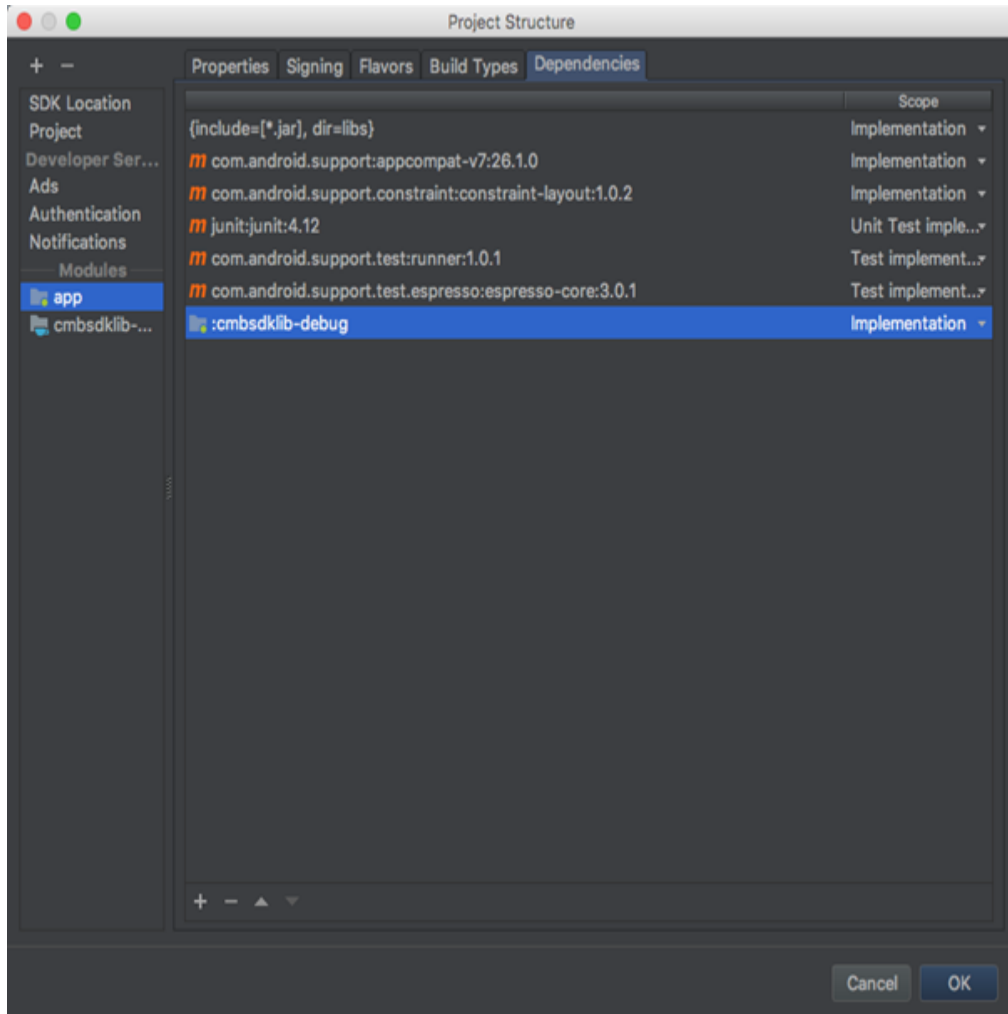 Project Structure
Properties Signing Flavors Build Types Dependencies
SDK Location
Project
Developer Ser...
Ads
Authentication
Notifications
Modules
app
cmbsdklib-...
Scope
{include=[*.jar], dir=libs} Implementation
m com.android.support:appcompat-v7:26.1.0 Implementation
m com.android.support.constraint:constraint-layout:1.0.2 Implementation
m junit:junit:4.12 Unit Test imple...
m com.android.support.test:runner:1.0.1 Test implement...
m com.android.support.test.espresso:espresso-core:3.0.1 Test implement...
:cmbsdklib-debug Implementation
Cancel OK